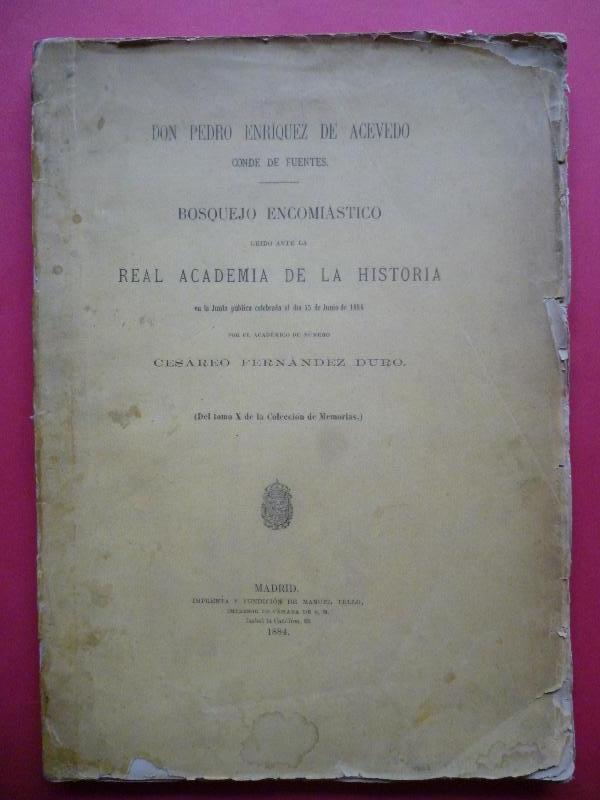 DON PEDRO ENRÍQUEZ DE ACEVEDO
CONDE DE FUENTES.
BOSQUEJO ENCOMIÁSTICO
LEIDO ANTE LA
REAL ACADEMIA DE LA HISTORIA
en la Junta pública celebrada el día 15 de Junio de 1884
POR EL ACADÉMICO DE NÚMERO
CESÁREO FERNÁNDEZ DURO.
(Del tomo X de la Colección de Memorias.)
MADRID.
IMPRENTA Y FUNDICIÓN DE MANUEL TELLO,
IMPRESOR DE CÁMARA DE S. M.
Isabel la Católica, 23
1884.